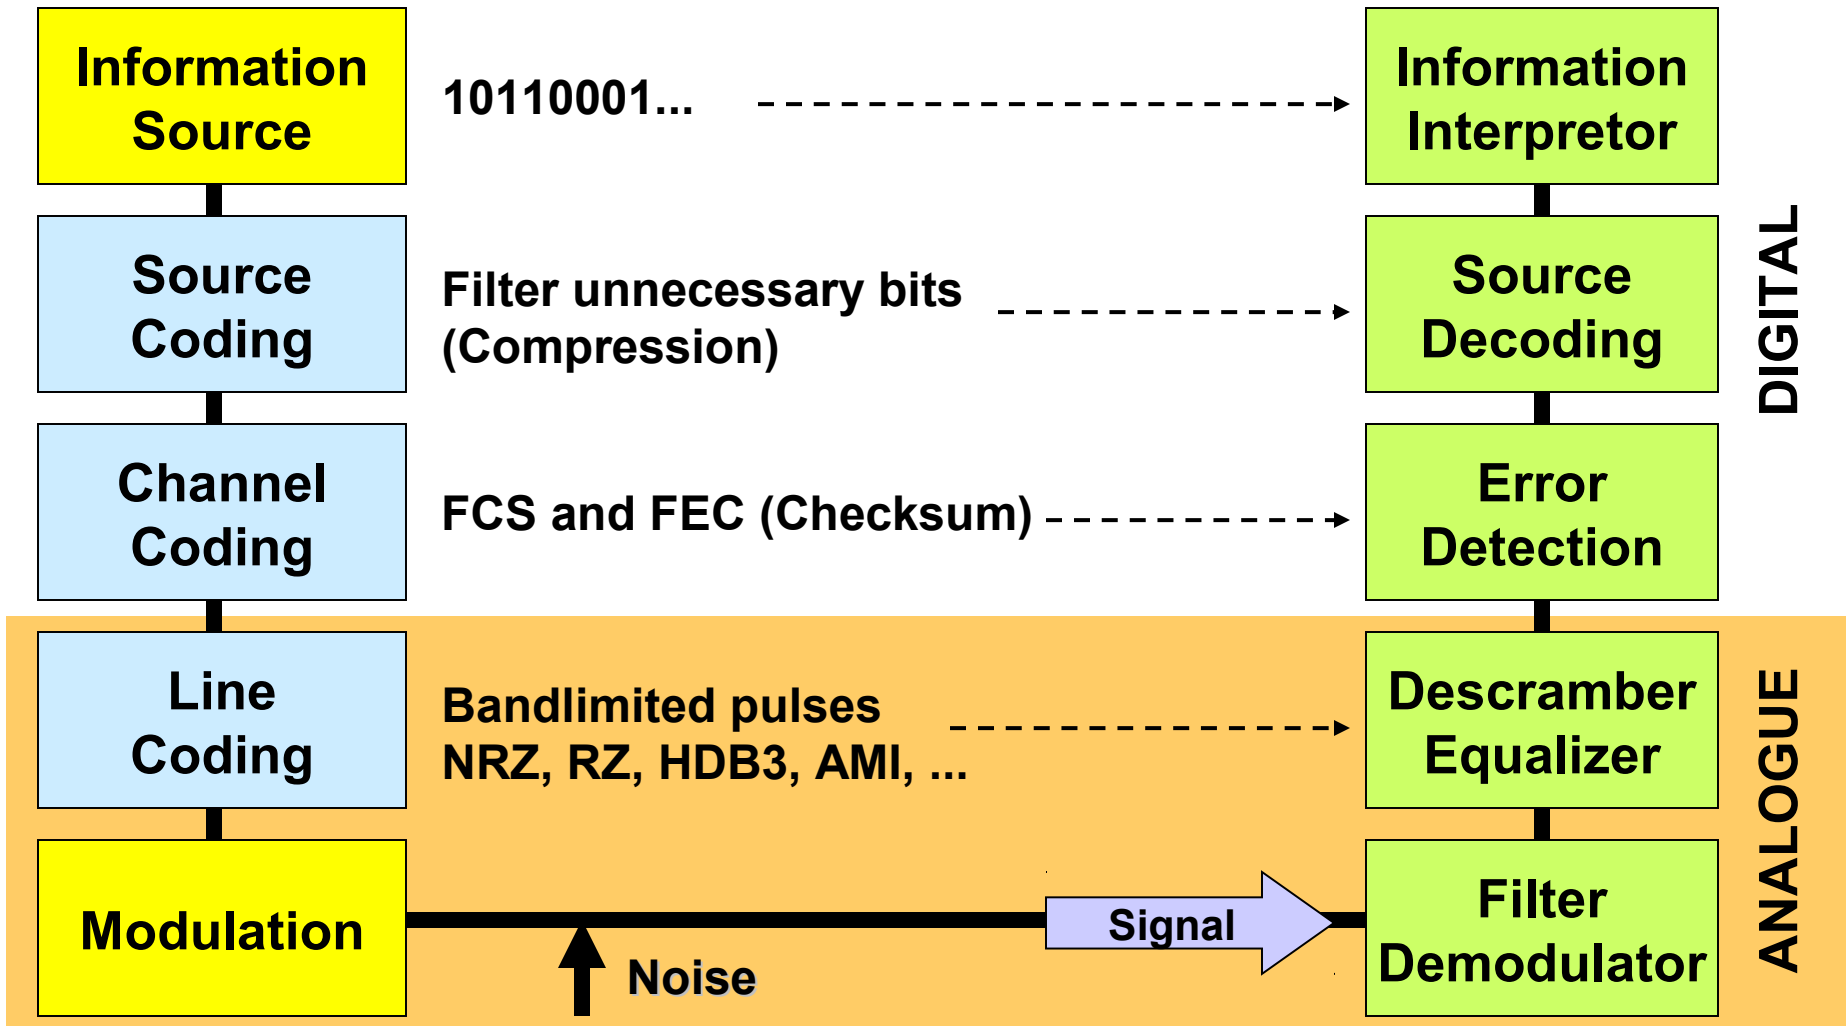 Information
Source
10110001...
Information
Interpretor
Source
Coding
Filter unnecessary bits
(Compression)
Source
Decoding
DIGITAL
Channel
Coding
FCS and FEC (Checksum)
Error
Detection
Line
Coding
Bandlimited pulses
NRZ, RZ, HDB3, AMI, ...
Descramber
Equalizer
ANALOGUE
Modulation
Noise
Signal
Filter
Demodulator